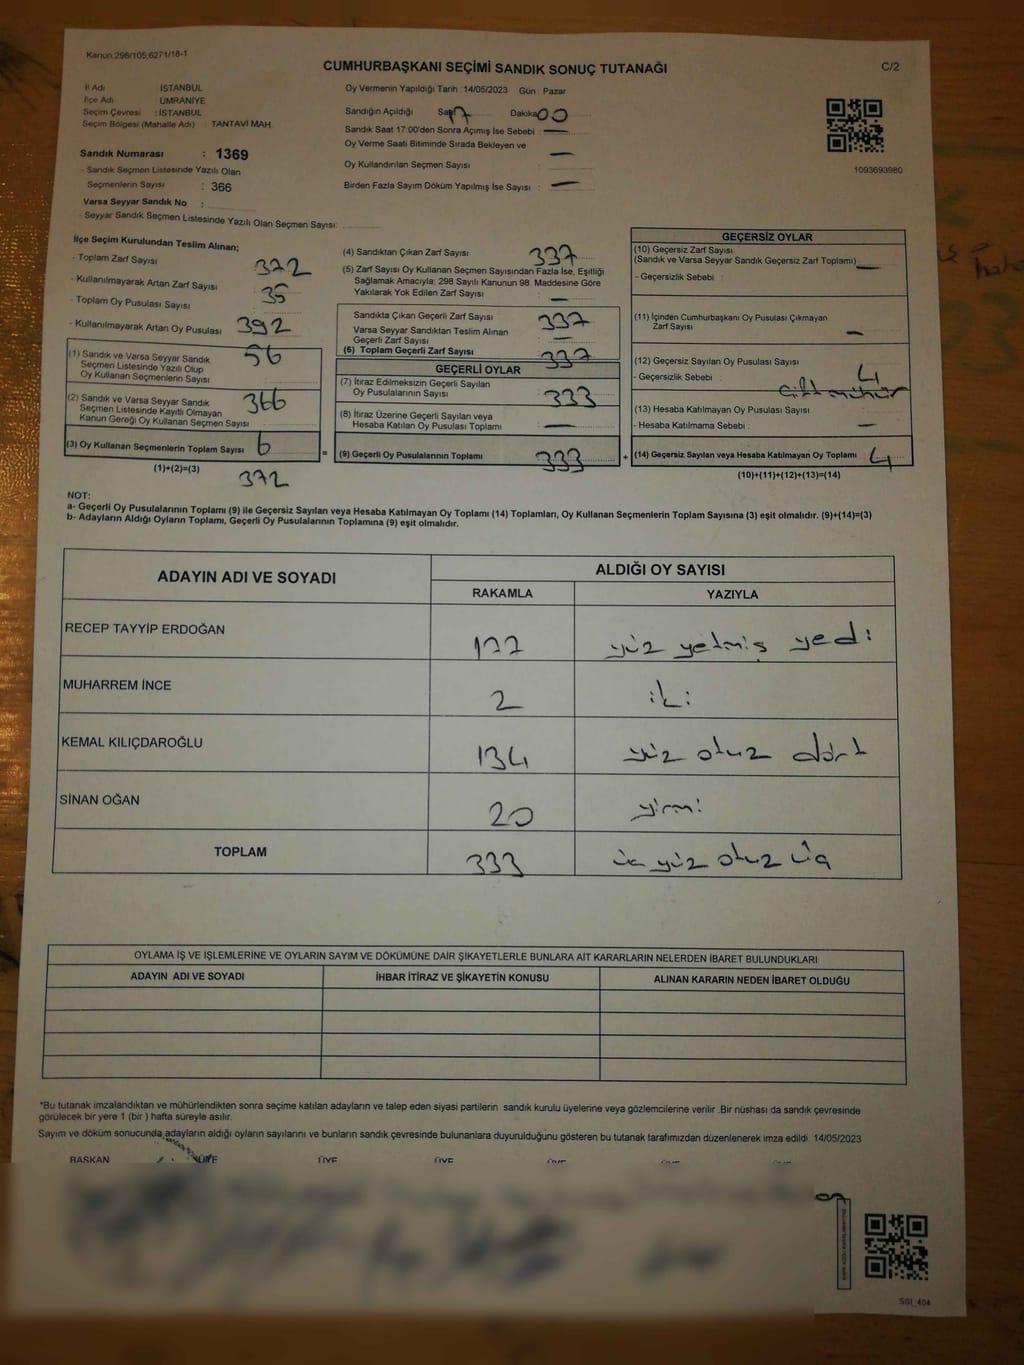 Kanun 298/105,6271/18-1
CUMHURBAŞKANI SEÇİMİ SANDIK SONUÇ TUTANAĞI
C/2
İl Adı İSTANBUL
İlçe Adı ÜMRANİYE
Seçim Çevresi : İSTANBUL
Seçim Bölgesi (Mahalle Adı) : TANTAVİ MAH.
Sandık Numarası : 1369
- Sandık Seçmen Listesinde Yazılı Olan
Seçmenlerin Sayısı : 366
Varsa Seyyar Sandık No :
- Seyyar Sandık Seçmen Listesinde Yazılı Olan Seçmen Sayısı:
Oy Vermenin Yapıldığı Tarih :14/05/2023 Gün : Pazar
Sandığın Açıldığı Saat 17 Dakika 00
Sandık Saat 17:00'den Sonra Açımış İse Sebebi : —
Oy Verme Saati Bitiminde Sırada Bekleyen ve
Oy Kullandırılan Seçmen Sayısı —
Birden Fazla Sayım Döküm Yapılmış İse Sayısı : —
1093693980
İlçe Seçim Kurulundan Teslim Alınan;
- Toplam Zarf Sayısı 372
- Kullanılmayarak Artan Zarf Sayısı 35
- Toplam Oy Pusulası Sayısı
- Kullanılmayarak Artan Oy Pusulası 392
(1) Sandık ve Varsa Seyyar Sandık
Seçmen Listesinde Yazılı Olup
Oy Kullanan Seçmenlerin Sayısı 56
(2) Sandık ve Varsa Seyyar Sandık
Seçmen Listesinde Kayıtlı Olmayan
Kanun Gereği Oy Kullanan Seçmen Sayısı 366
(3) Oy Kullanan Seçmenlerin Toplam Sayısı 6
(1)+(2)=(3)
372
(4) Sandıktan Çıkan Zarf Sayısı 337
(5) Zarf Sayısı Oy Kullanan Seçmen Sayısından Fazla İse, Eşitliği
Sağlamak Amacıyla; 298 Sayılı Kanunun 98. Maddesine Göre
Yakılarak Yok Edilen Zarf Sayısı —
Sandıkta Çıkan Geçerli Zarf Sayısı 337
Varsa Seyyar Sandıktan Teslim Alınan
Geçerli Zarf Sayısı —
(6) Toplam Geçerli Zarf Sayısı 337
GEÇERLİ OYLAR
(7) İtiraz Edilmeksizin Geçerli Sayılan
Oy Pusulalarının Sayısı 333
(8) İtiraz Üzerine Geçerli Sayılan veya
Hesaba Katılan Oy Pusulası Toplamı —
= (9) Geçerli Oy Pusulalarının Toplamı 333 +
GEÇERSİZ OYLAR
(10) Geçersiz Zarf Sayısı
(Sandık ve Varsa Seyyar Sandık Geçersiz Zarf Toplamı) —
- Geçersizlik Sebebi :
(11) İçinden Cumhurbaşkanı Oy Pusulası Çıkmayan
Zarf Sayısı —
(12) Geçersiz Sayılan Oy Pusulası Sayısı 4
- Geçersizlik Sebebi : çift mühür
(13) Hesaba Katılmayan Oy Pusulası Sayısı
- Hesaba Katılmama Sebebi : —
(14) Geçersiz Sayılan veya Hesaba Katılmayan Oy Toplamı 4
(10)+(11)+(12)+(13)=(14)
NOT:
a- Geçerli Oy Pusulalarının Toplamı (9) ile Geçersiz Sayılan veya Hesaba Katılmayan Oy Toplamı (14) Toplamları, Oy Kullanan Seçmenlerin Toplam Sayısına (3) eşit olmalıdır. (9)+(14)=(3)
b- Adayların Aldığı Oyların Toplamı, Geçerli Oy Pusulalarının Toplamına (9) eşit olmalıdır.
ADAYIN ADI VE SOYADI ALDIĞI OY SAYISI
RAKAMLA YAZIYLA
RECEP TAYYİP ERDOĞAN 177 yüz yetmiş yedi
MUHARREM İNCE 2 iki
KEMAL KILIÇDAROĞLU 134 yüz otuz dört
SİNAN OĞAN 20 yirmi
TOPLAM 333 üç yüz otuz üç
OYLAMA İŞ VE İŞLEMLERİNE VE OYLARIN SAYIM VE DÖKÜMÜNE DAİR ŞİKAYETLERLE BUNLARA AİT KARARLARIN NELERDEN İBARET BULUNDUKLARI
ADAYIN ADI VE SOYADI İHBAR İTİRAZ VE ŞİKAYETİN KONUSU ALINAN KARARIN NEDEN İBARET OLDUĞU
*Bu tutanak imzalandıktan ve mühürlendikten sonra seçime katılan adayların ve talep eden siyasi partilerin sandık kurulu üyelerine veya gözlemcilerine verilir .Bir nüshası da sandık çevresinde
görülecek bir yere 1 (bir ) hafta süreyle asılır.
Sayım ve döküm sonucunda adayların aldığı oyların sayılarını ve bunların sandık çevresinde bulunanlara duyurulduğunu gösteren bu tutanak tarafımızdan düzenlenerek imza edildi. 14/05/2023
BAŞKAN ÜYE ÜYE ÜYE ÜYE ÜYE ÜYE
SSI_404